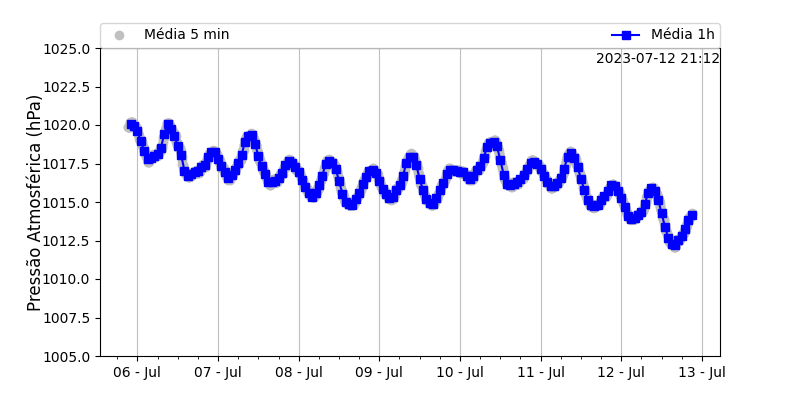 Média 5 min
Média 1h
2023-07-12 21:12
Pressão Atmosférica (hPa)
1025.0
1022.5
1020.0
1017.5
1015.0
1012.5
1010.0
1007.5
1005.0
06 - Jul
07 - Jul
08 - Jul
09 - Jul
10 - Jul
11 - Jul
12 - Jul
13 - Jul